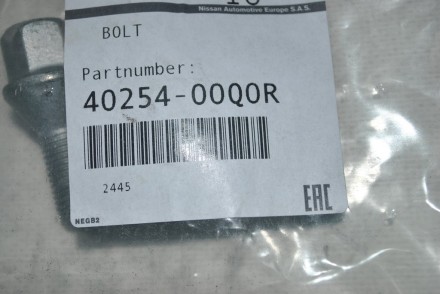 Nissan Automotive Europe S.A.S.
BOLT
Partnumber:
40254-00Q0R
2445
EAC
NEGB2